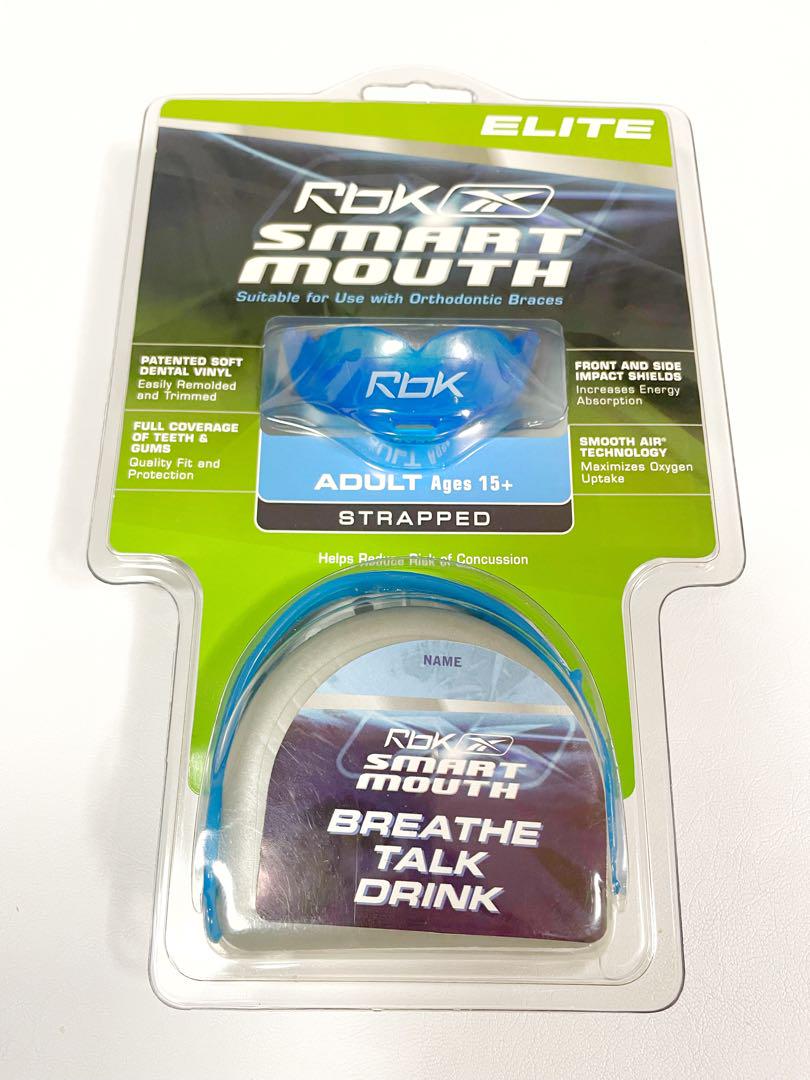 ELITE
RbK
SMART
MOUTH
Suitable for Use with Orthodontic Braces
PATENTED SOFT
DENTAL VINYL
Easily Remolded
and Trimmed
FULL COVERAGE
OF TEETH &
GUMS
Quality Fit and
Protection
RbK
FRONT AND SIDE
IMPACT SHIELDS
Increases Energy
Absorption
SMOOTH AIR®
TECHNOLOGY
Maximizes Oxygen
Uptake
ADULT Ages 15+
STRAPPED
Helps Reduce Risk of Concussion
NAME
RbK
SMART
MOUTH
BREATHE
TALK
DRINK